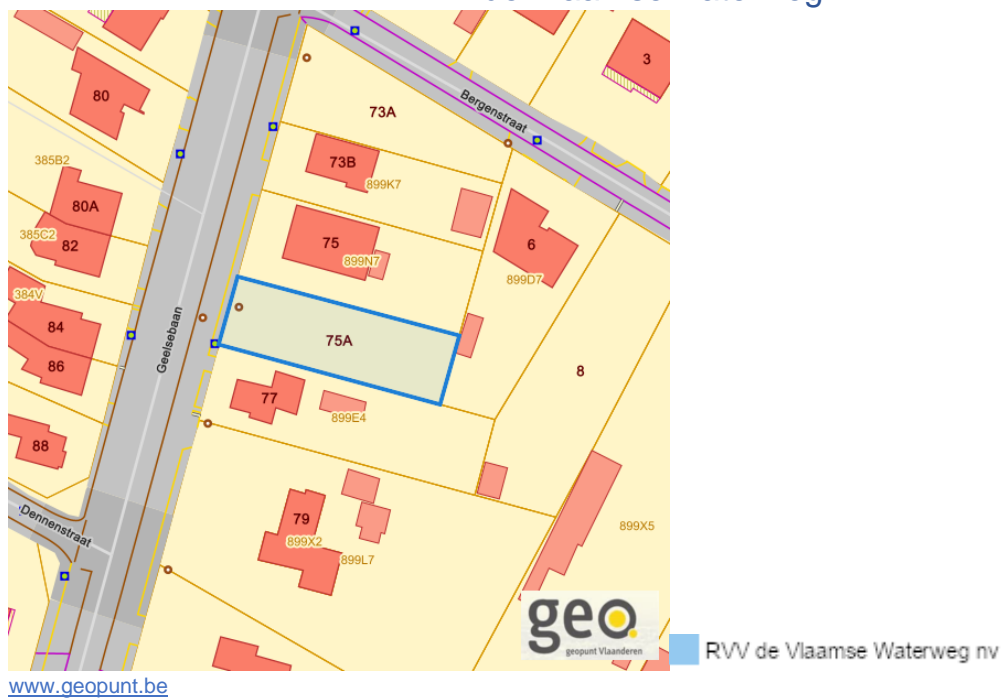 3
80
73A
Bergenstraat
73B
385B2
899K7
80A
385C2
82
75
899N7
6
899D7
384V
84
Geelsebaan
75A
86
8
77
899E4
88
Dennenstraat
79
899X2
899X5
899L7
geo
geopunt Vlaanderen
RVV de Vlaamse Waterweg nv
www.geopunt.be